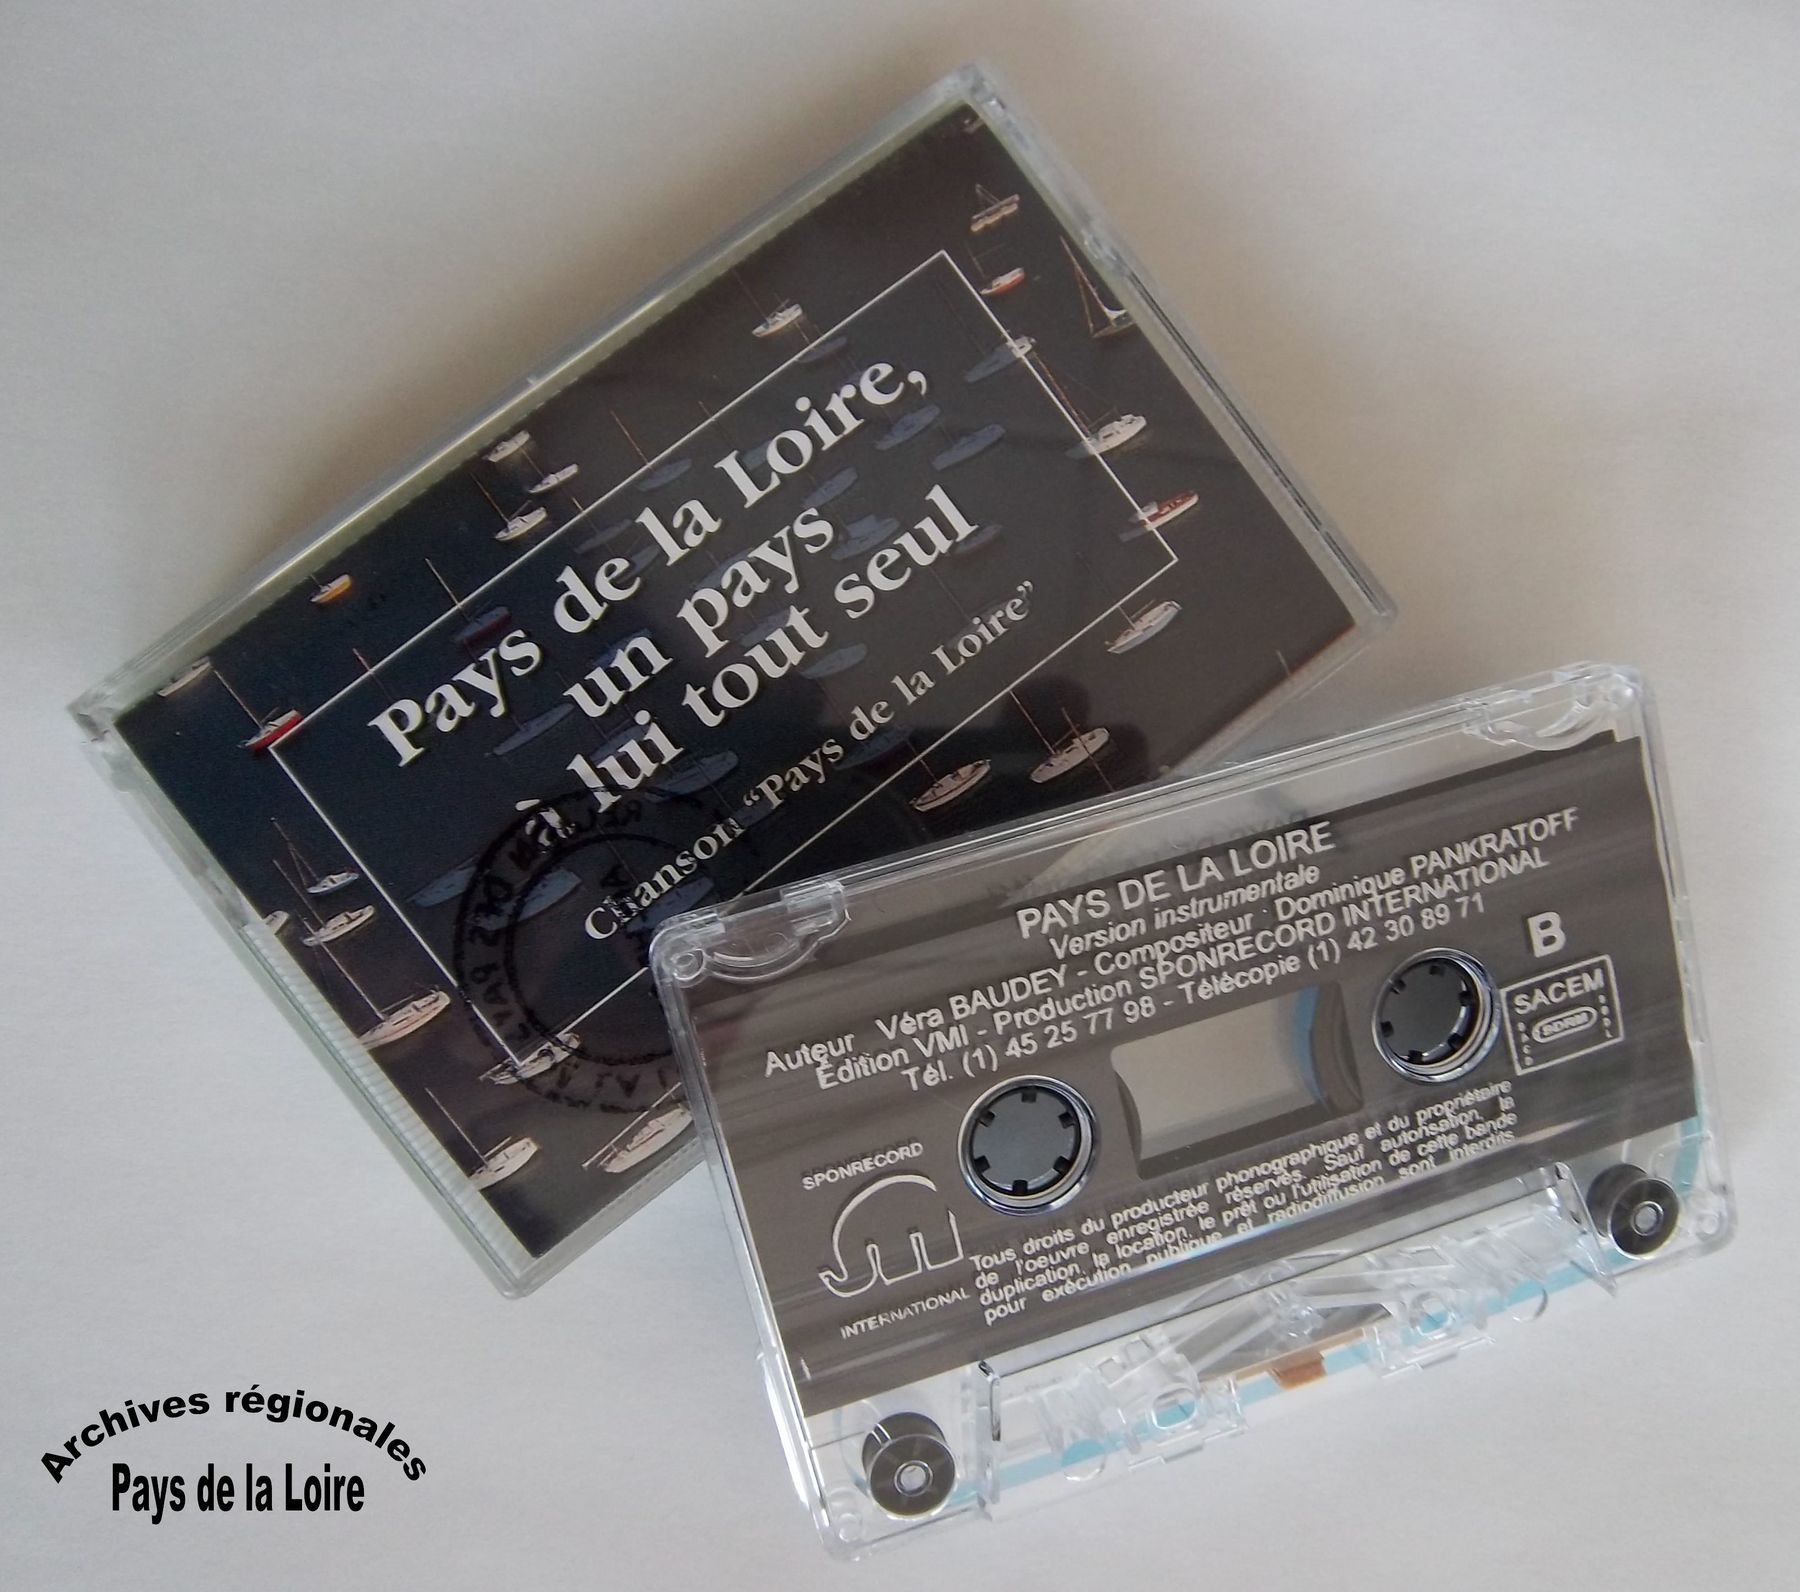 Pays de la Loire,
un pays
à lui tout seul
Chanson "Pays de la Loire"
PAYS DE LA LOIRE
Version instrumentale
Auteur Véra BAUDEY - Compositeur : Dominique PANKRATOFF
Édition VMI - Production SPONRECORD INTERNATIONAL
Tél. (1) 45 25 77 98 - Télécopie (1) 42 30 89 71
B
SACEM
BDRM
SPONRECORD
INTERNATIONAL
Tous droits du producteur phonographique et du propriétaire
de l'oeuvre enregistrée réservés. Sauf autorisation, la
duplication, la location, le prêt ou l'utilisation de cette bande
pour exécution publique et radiodiffusion sont interdits
Archives régionales
Pays de la Loire